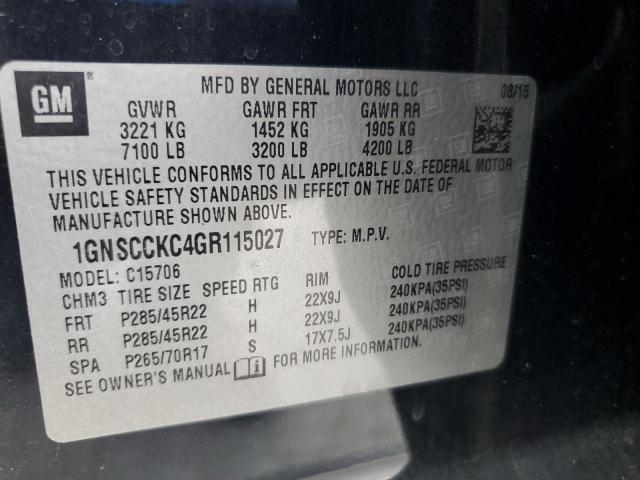 GM
MFD BY GENERAL MOTORS LLC 08/15
GVWR GAWR FRT GAWR RR
3221 KG 1452 KG 1905 KG
7100 LB 3200 LB 4200 LB
THIS VEHICLE CONFORMS TO ALL APPLICABLE U.S. FEDERAL MOTOR
VEHICLE SAFETY STANDARDS IN EFFECT ON THE DATE OF
MANUFACTURE SHOWN ABOVE.
1GNSCCKC4GR115027 TYPE: M.P.V.
MODEL: C15706
CHM3 TIRE SIZE SPEED RTG RIM COLD TIRE PRESSURE
FRT P285/45R22 H 22X9J 240KPA(35PSI)
RR P285/45R22 H 22X9J 240KPA(35PSI)
SPA P265/70R17 S 17X7.5J 240KPA(35PSI)
SEE OWNER'S MANUAL FOR MORE INFORMATION.